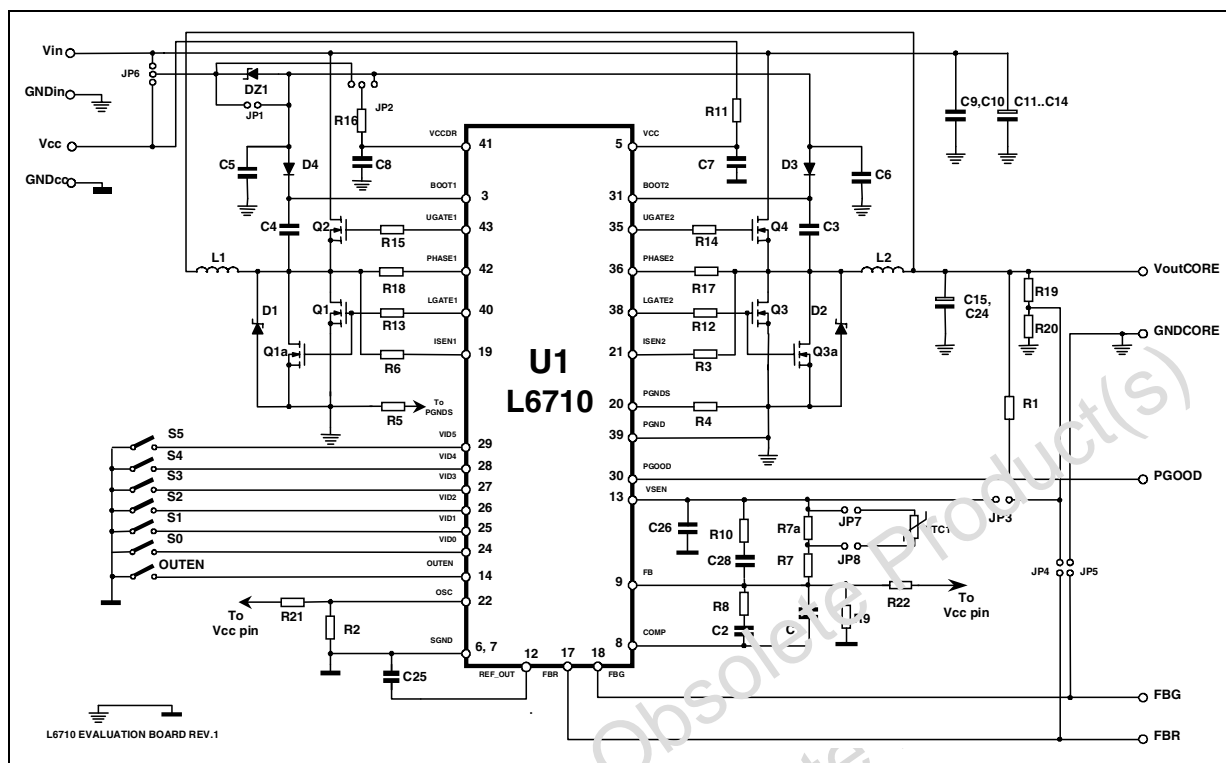 Vin
JP6
GNDin
Vcc
GNDcc
DZ1
JP1
JP2
R16
C8
C5
D4
C4
Q2
R15
L1
R18
D1
Q1
R13
Q1a
R6
R5
To
PGNDS
VCCDR
41
BOOT1
3
UGATE1
43
PHASE1
42
LGATE1
40
ISEN1
19
U1
L6710
R11
VCC
5
C7
D3
C6
BOOT2
31
UGATE2
35
R14
Q4
C3
PHASE2
36
R17
L2
LGATE2
38
R12
Q3
D2
ISEN2
21
R3
Q3a
PGNDS
20
R4
PGND
39
PGOOD
30
VSEN
13
C9,C10
C11..C14
C15,
C24
R19
R20
R1
VoutCORE
GNDCORE
PGOOD
S5
VID5
29
S4
VID4
28
S3
VID3
27
S2
VID2
26
S1
VID1
25
S0
VID0
24
OUTEN
OUTEN
14
OSC
22
To
Vcc pin
R21
R2
SGND
6, 7
C25
REF_OUT
12
FBR
17
FBG
18
C26
R10
C28
R7a
R7
JP7
JP8
JP3
JP4
JP5
FB
9
R8
C2
COMP
8
R22
To
Vcc pin
FBG
FBR
L6710 EVALUATION BOARD REV.1
Obsolete Product(s)